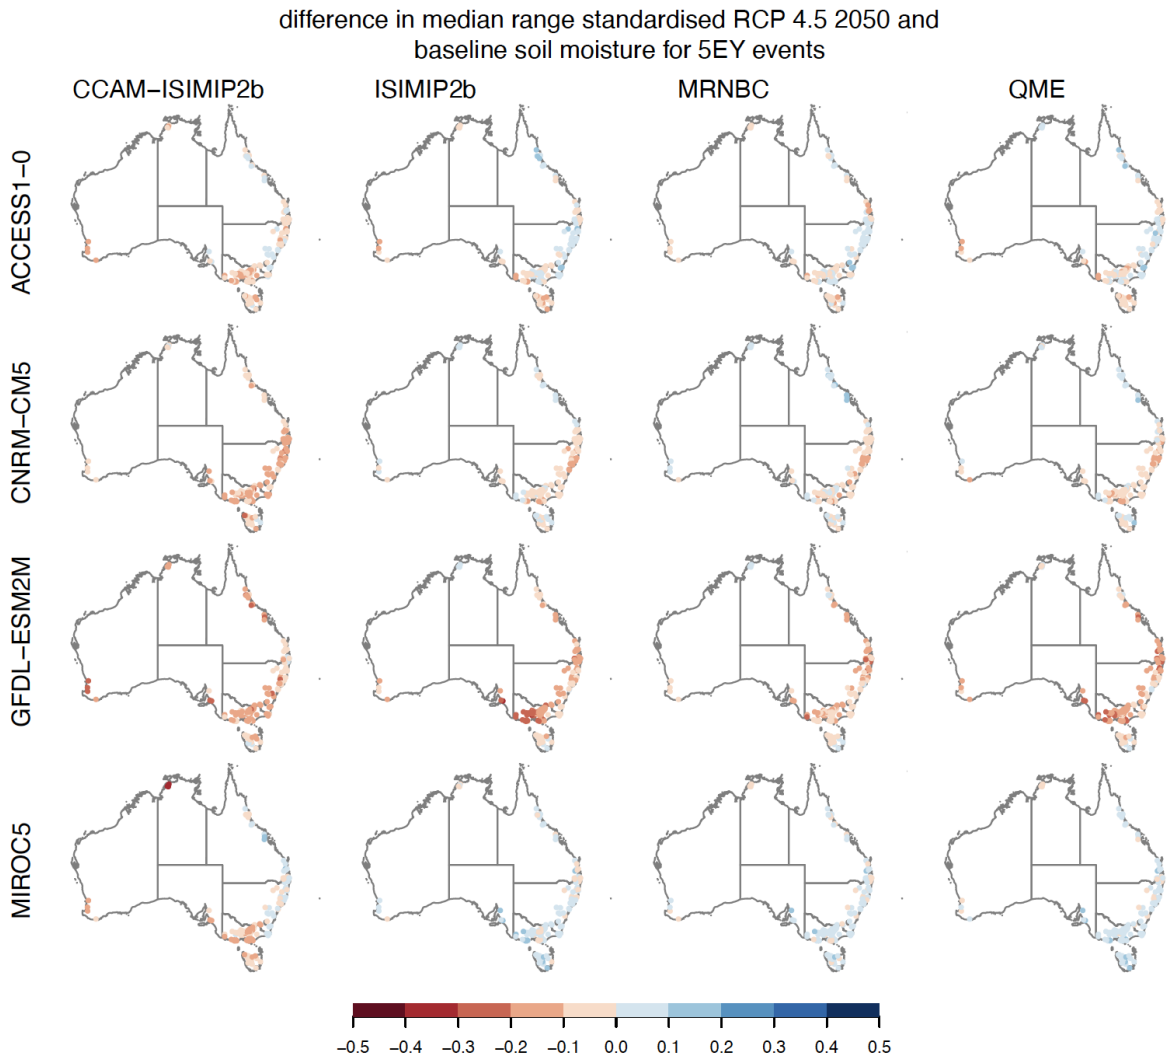 difference in median range standardised RCP 4.5 2050 and
baseline soil moisture for 5EY events
CCAM−ISIMIP2b ISIMIP2b MRNBC QME
ACCESS1−0
CNRM−CM5
GFDL−ESM2M
MIROC5
−0.5 −0.4 −0.3 −0.2 −0.1 0.0 0.1 0.2 0.3 0.4 0.5